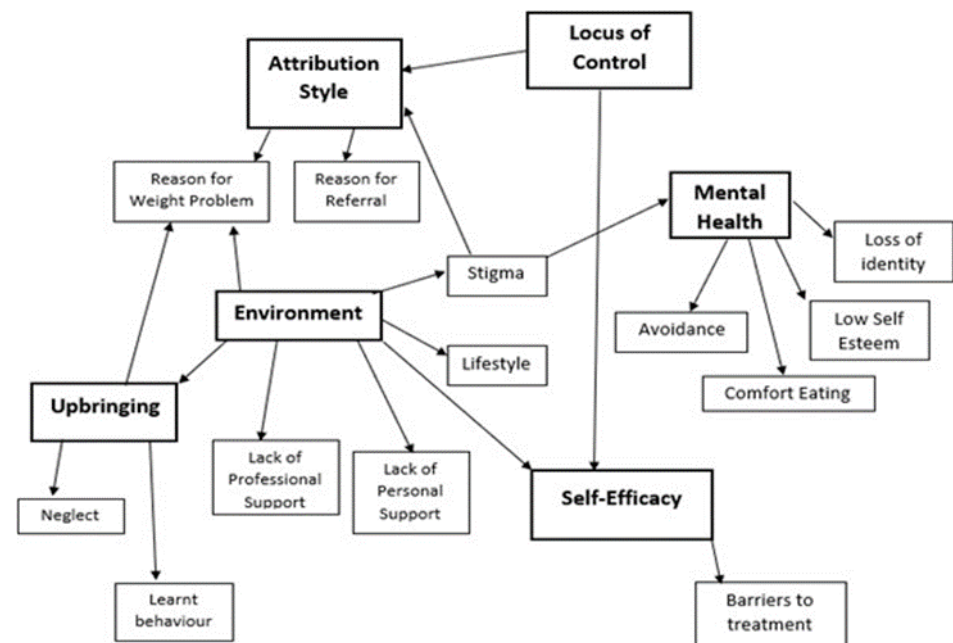 Locus of
Control
Attribution
Style
Reason for
Weight Problem
Reason for
Referral
Mental
Health
Loss of
identity
Stigma
Environment
Avoidance
Low Self
Esteem
Lifestyle
Comfort Eating
Upbringing
Lack of
Professional
Support
Lack of
Personal
Support
Self-Efficacy
Neglect
Learnt
behaviour
Barriers to
treatment